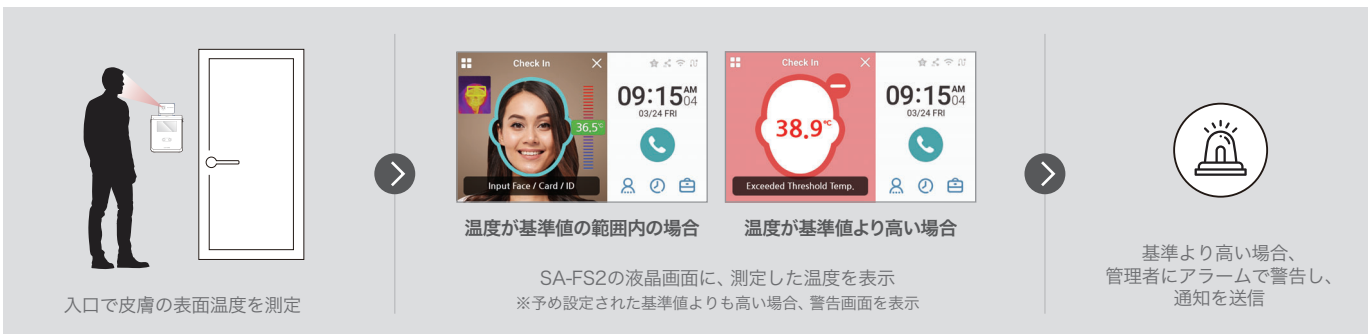 入口で皮膚の表面温度を測定
Check In
36.5℃
Input Face / Card / ID
09:15AM
04
03/24 FRI
温度が基準値の範囲内の場合
Check In
38.9℃
Exceeded Threshold Temp.
09:15AM
04
03/24 FRI
温度が基準値より高い場合
SA-FS2の液晶画面に、測定した温度を表示
※予め設定された基準値よりも高い場合、警告画面を表示
基準より高い場合、
管理者にアラームで警告し、
通知を送信